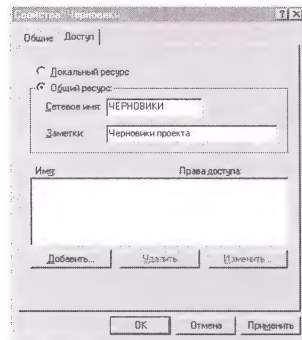 Свойства: Черновики
Общие Доступ
Локальный ресурс
Общий ресурс:
Сетевое имя: ЧЕРНОВИКИ
Заметки: Черновики проекта
Имя: Права доступа:
Добавить... Удалить Изменить...
OK Отмена Применить